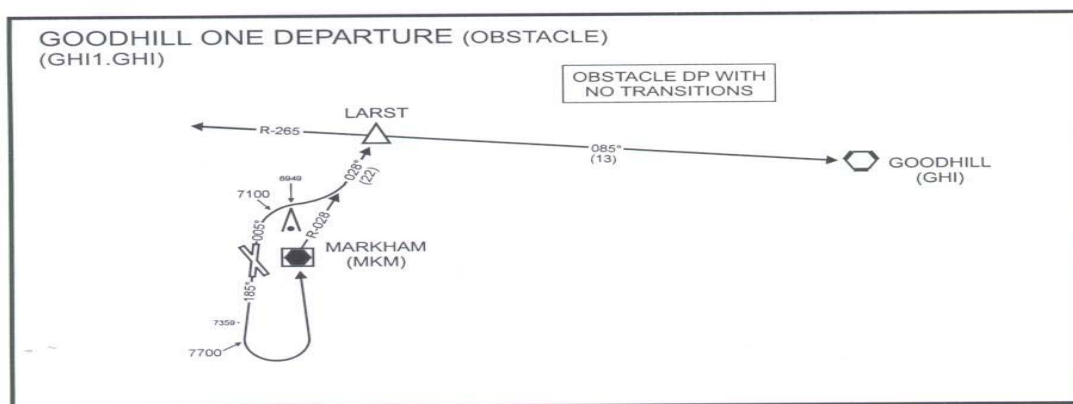 GOODHILL ONE DEPARTURE (OBSTACLE)
(GHI1.GHI)
OBSTACLE DP WITH
NO TRANSITIONS
LARST
R-265
085°
(13)
GOODHILL
(GHI)
028°
(22)
6949
7100
005°
R-028
MARKHAM
(MKM)
185°
7359
7700